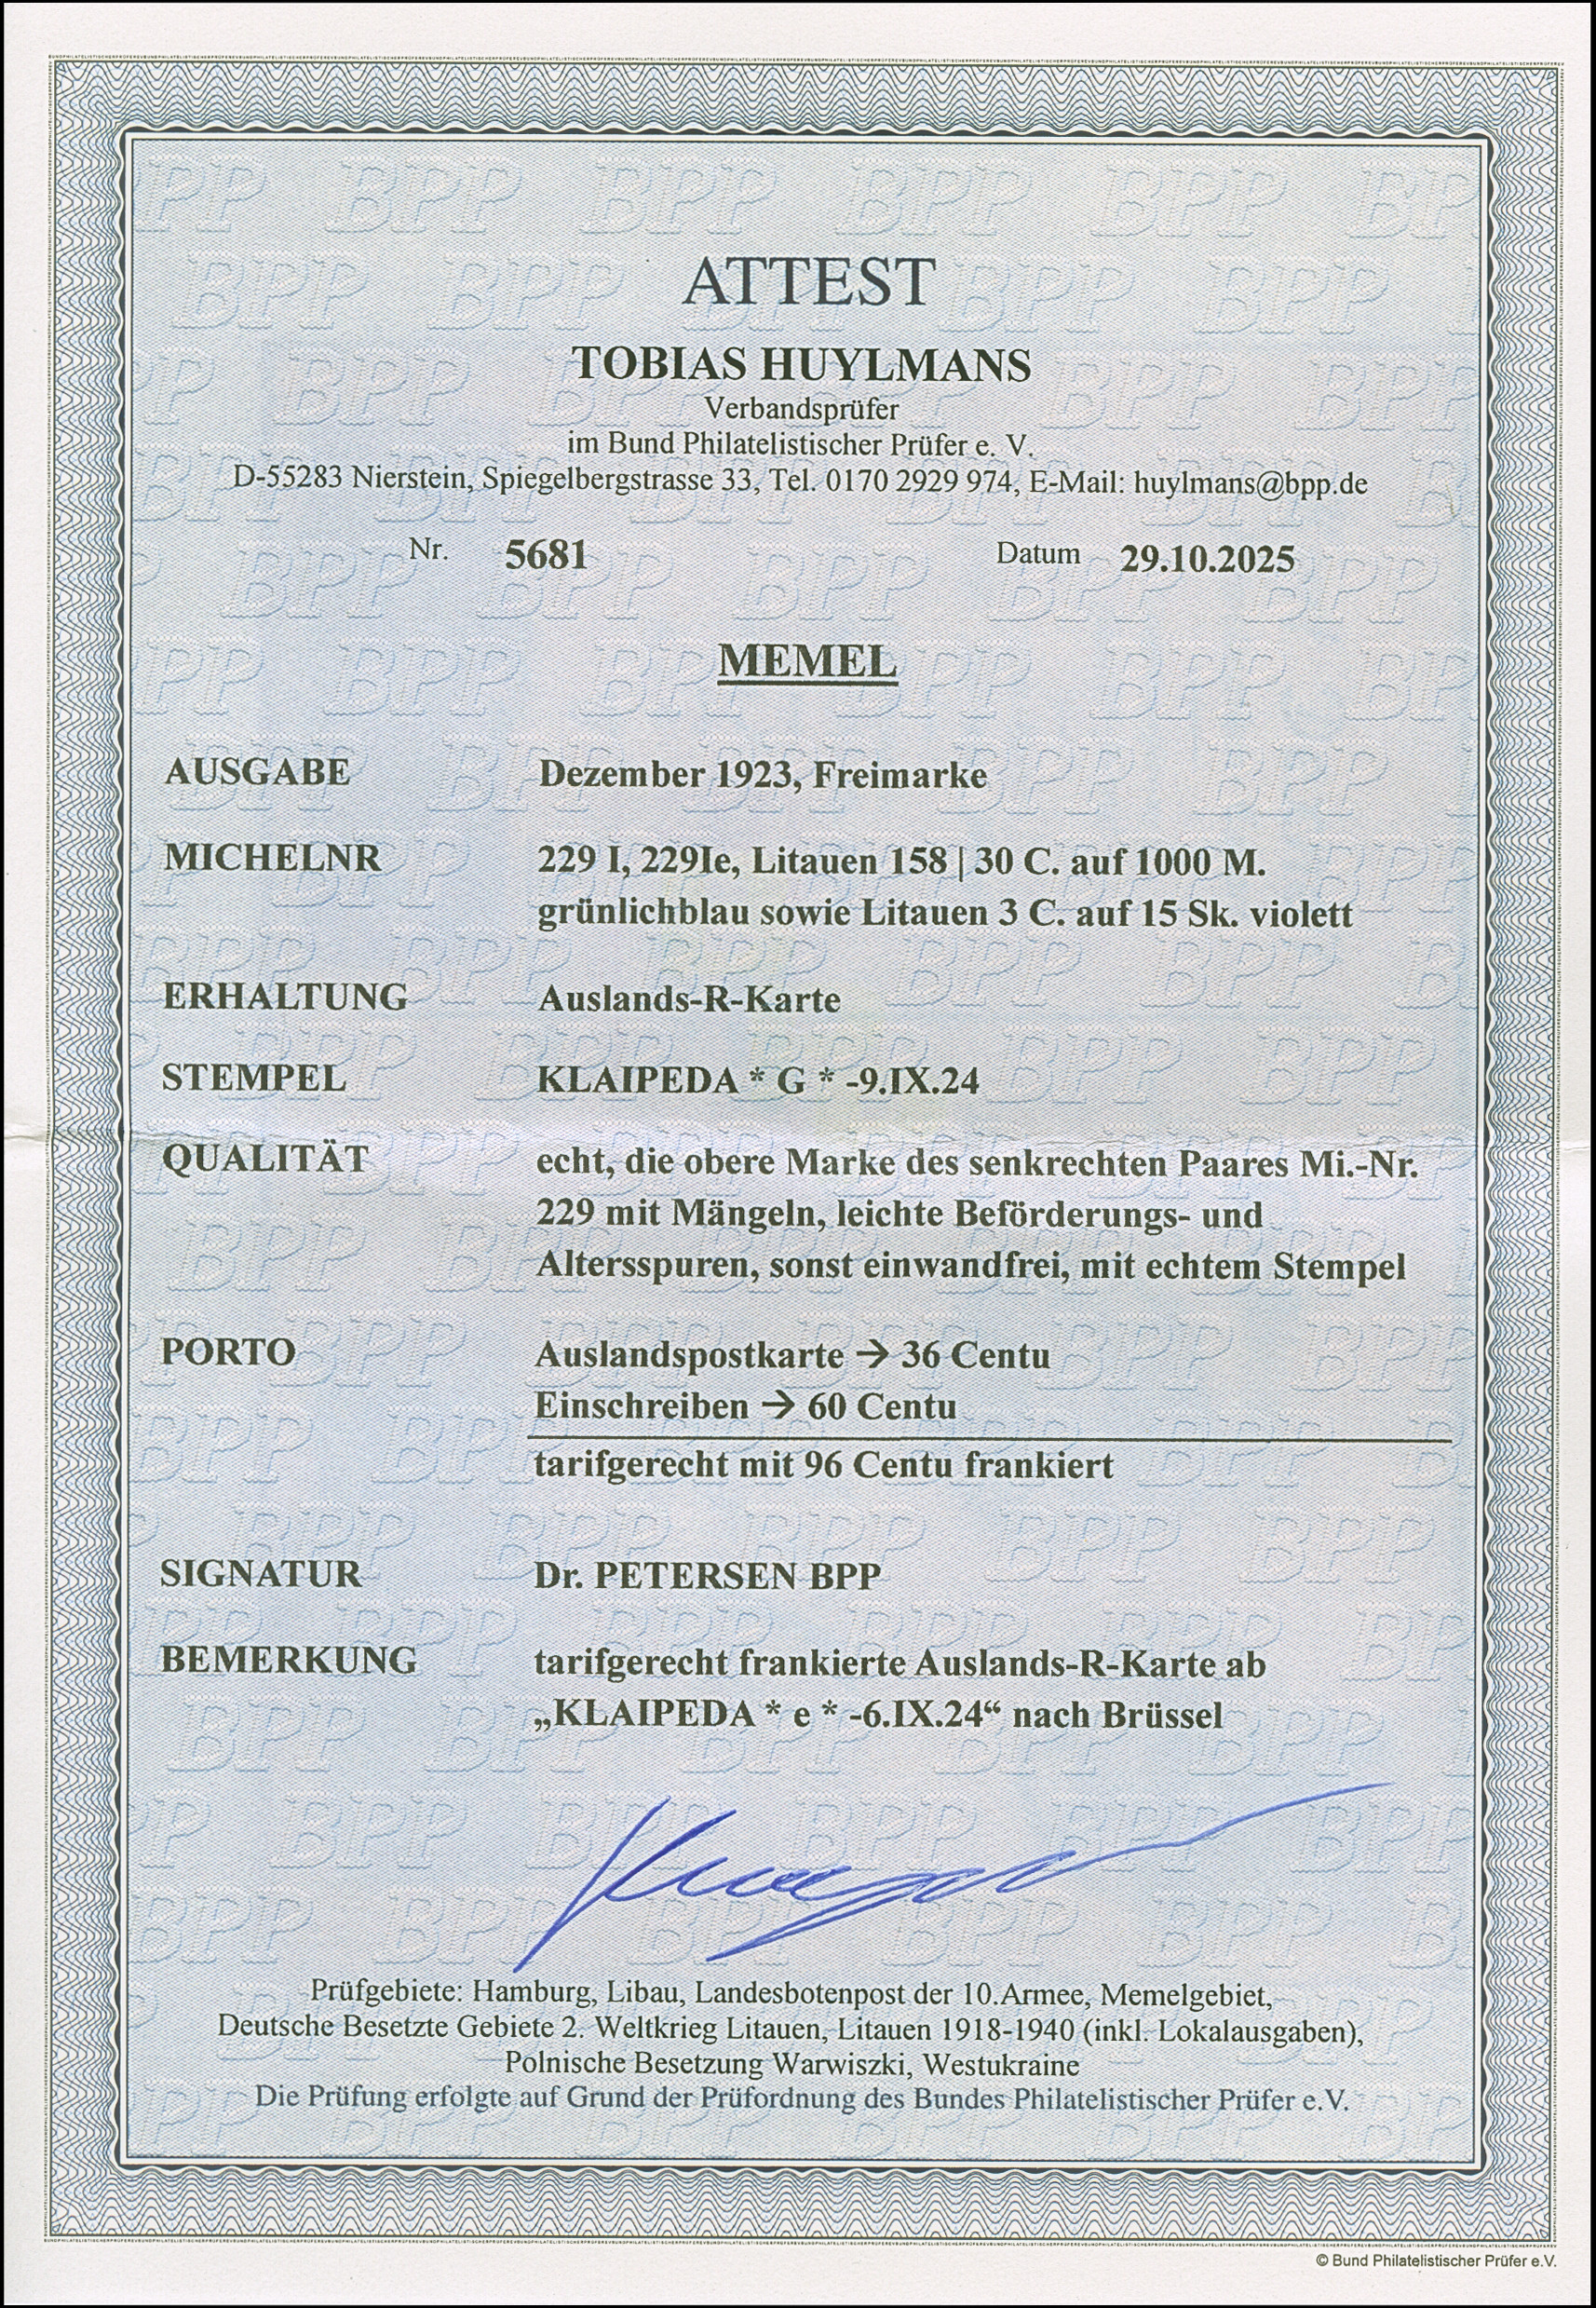 ATTEST
TOBIAS HUYLMANS
Verbandsprüfer
im Bund Philatelistischer Prüfer e. V.
D-55283 Nierstein, Spiegelbergstrasse 33, Tel. 0170 2929 974, E-Mail: huylmans@bpp.de
Nr. 5681 Datum 29.10.2025
MEMEL
AUSGABE Dezember 1923, Freimarke
MICHELNR 229 I, 229Ie, Litauen 158 | 30 C. auf 1000 M.
grünlichblau sowie Litauen 3 C. auf 15 Sk. violett
ERHALTUNG Auslands-R-Karte
STEMPEL KLAIPEDA * G * -9.IX.24
QUALITÄT echt, die obere Marke des senkrechten Paares Mi.-Nr.
229 mit Mängeln, leichte Beförderungs- und
Altersspuren, sonst einwandfrei, mit echtem Stempel
PORTO Auslandspostkarte → 36 Centu
Einschreiben → 60 Centu
tarifgerecht mit 96 Centu frankiert
SIGNATUR Dr. PETERSEN BPP
BEMERKUNG tarifgerecht frankierte Auslands-R-Karte ab
„KLAIPEDA * e * -6.IX.24“ nach Brüssel
Prüfgebiete: Hamburg, Libau, Landesbotenpost der 10.Armee, Memelgebiet,
Deutsche Besetzte Gebiete 2. Weltkrieg Litauen, Litauen 1918-1940 (inkl. Lokalausgaben),
Polnische Besetzung Warwiszki, Westukraine
Die Prüfung erfolgte auf Grund der Prüfordnung des Bundes Philatelistischer Prüfer e.V.
© Bund Philatelistischer Prüfer e.V.